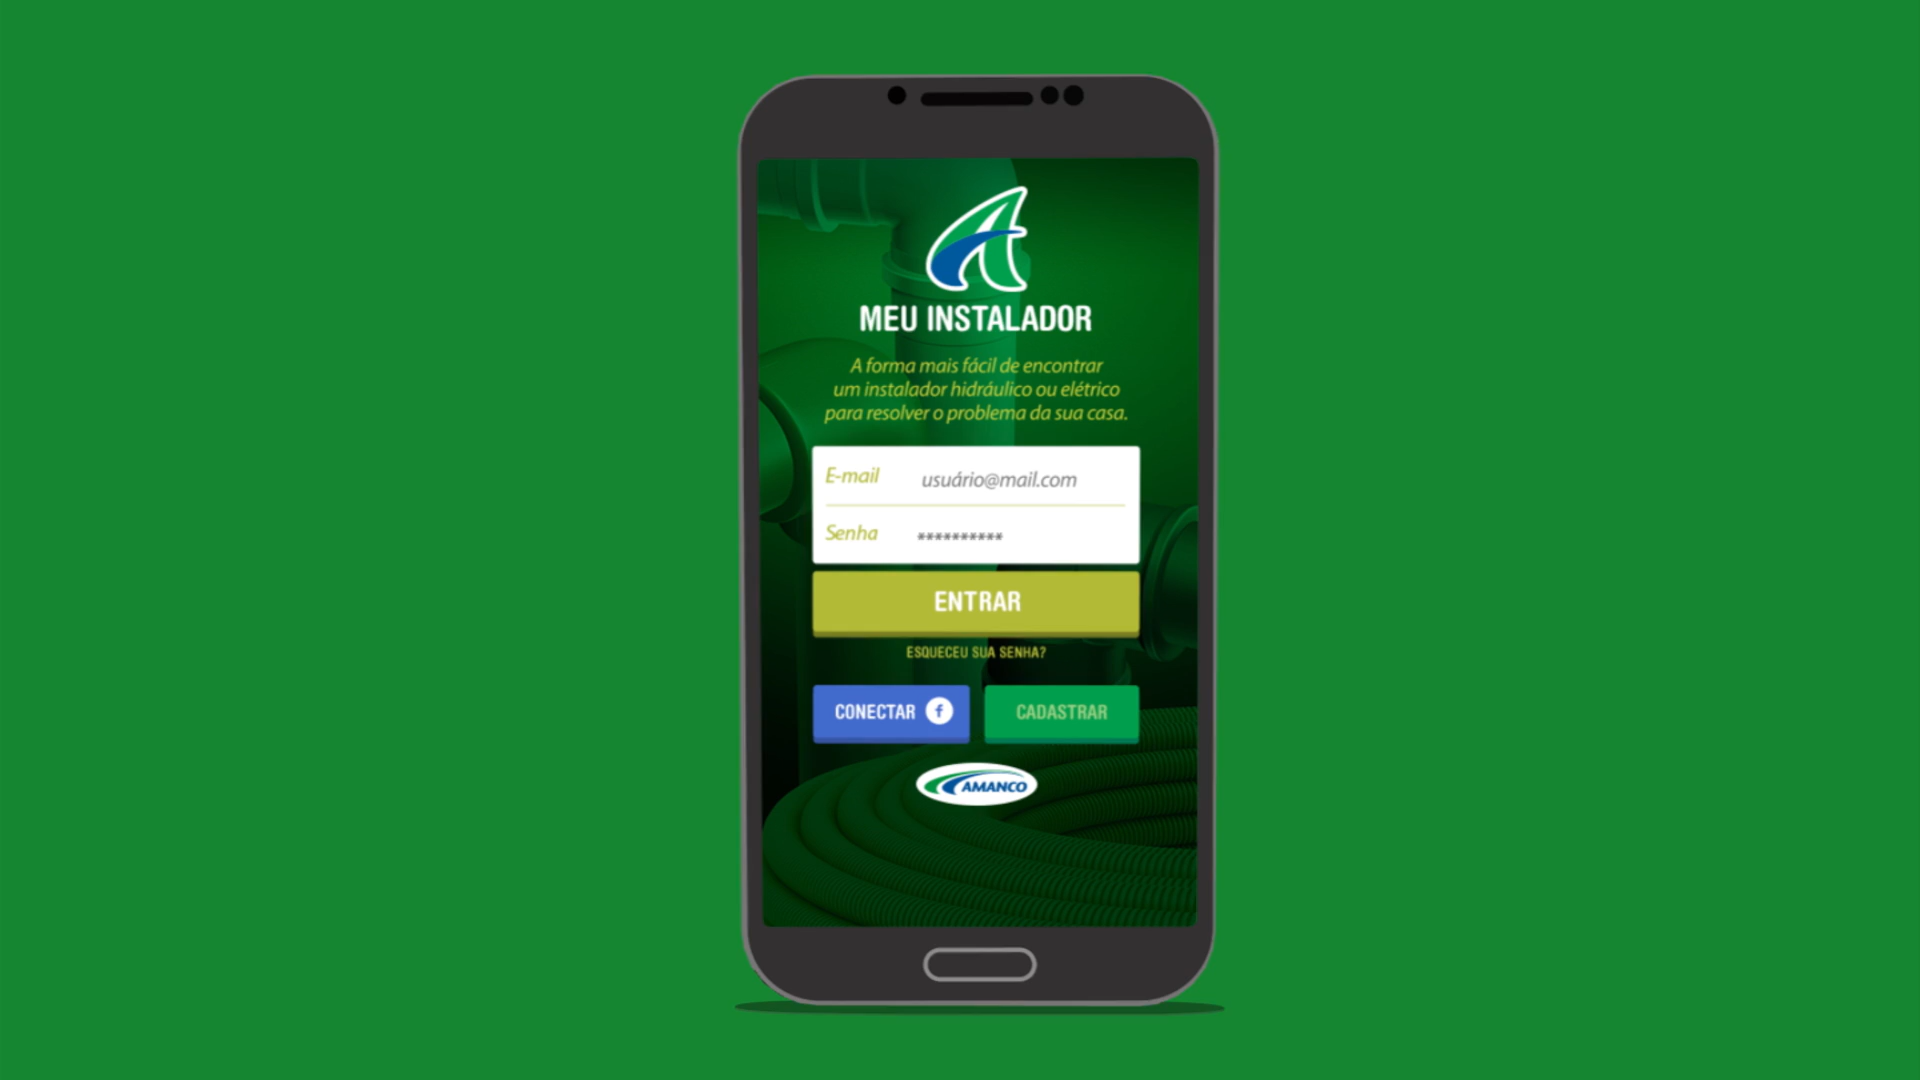 MEU INSTALADOR
A forma mais fácil de encontrar
um instalador hidráulico ou elétrico
para resolver o problema da sua casa.
E-mail usuário@mail.com
Senha **********
ENTRAR
ESQUECEU SUA SENHA?
CONECTAR f CADASTRAR
AMANCO